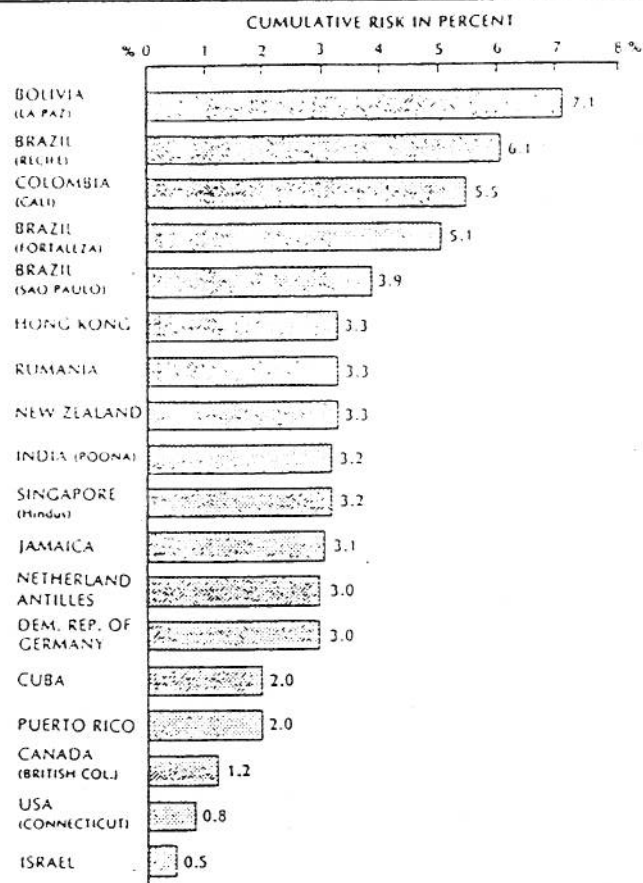 CUMULATIVE RISK IN PERCENT
% 0 1 2 3 4 5 6 7 8 %
BOLIVIA
(LA PAZ)
7.1
BRAZIL
(RECIFE)
6.1
COLOMBIA
(CALI)
5.5
BRAZIL
(FORTALEZA)
5.1
BRAZIL
(SAO PAULO)
3.9
HONG KONG
3.3
RUMANIA
3.3
NEW ZEALAND
3.3
INDIA (POONA)
3.2
SINGAPORE
(Hindus)
3.2
JAMAICA
3.1
NETHERLAND
ANTILLES
3.0
DEM. REP. OF
GERMANY
3.0
CUBA
2.0
PUERTO RICO
2.0
CANADA
(BRITISH COL.)
1.2
USA
(CONNECTICUT)
0.8
ISRAEL
0.5